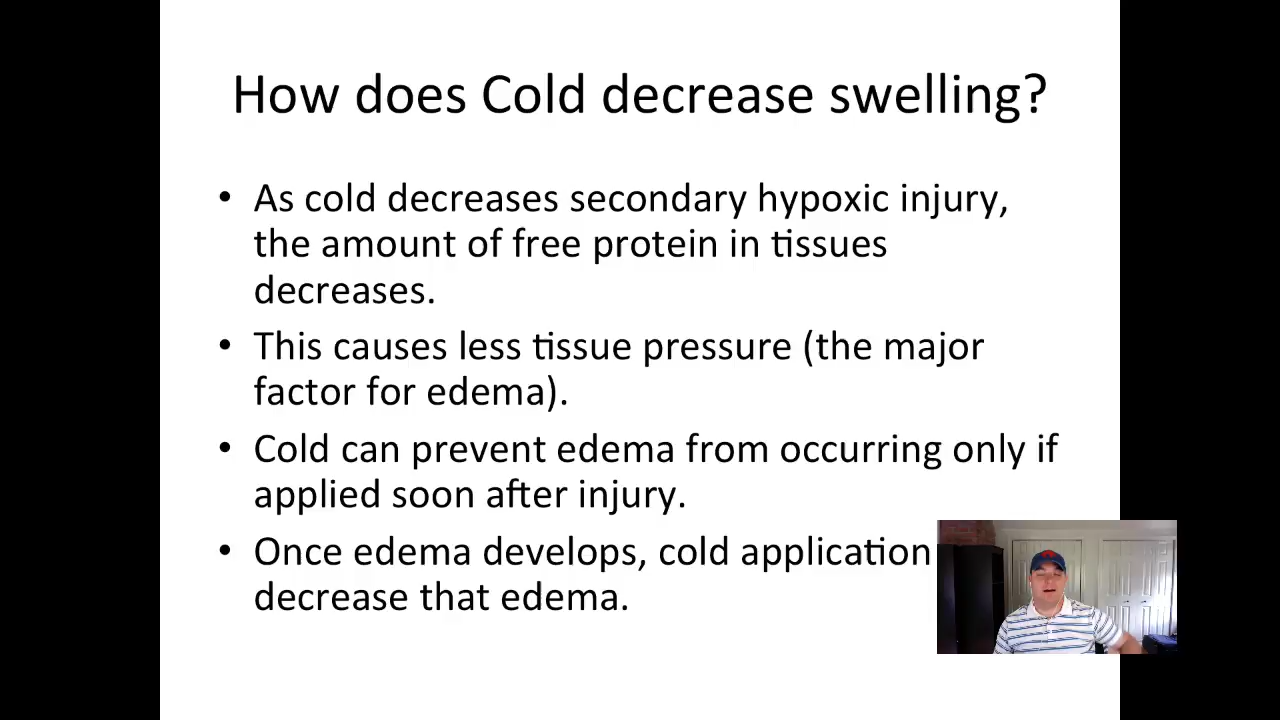 How does Cold decrease swelling?
• As cold decreases secondary hypoxic injury,
the amount of free protein in tissues
decreases.
• This causes less tissue pressure (the major
factor for edema).
• Cold can prevent edema from occurring only if
applied soon after injury.
• Once edema develops, cold application
decrease that edema.